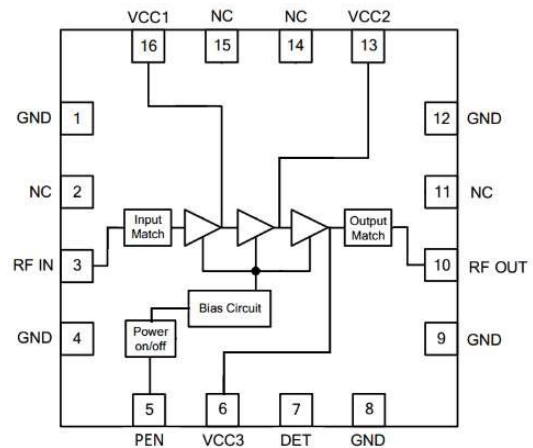 VCC1 NC NC VCC2
16 15 14 13
GND 1 12 GND
NC 2 11 NC
Input Match
Output Match
RF IN 3 10 RF OUT
Bias Circuit
Power on/off
GND 4 9 GND
5 6 7 8
PEN VCC3 DET GND